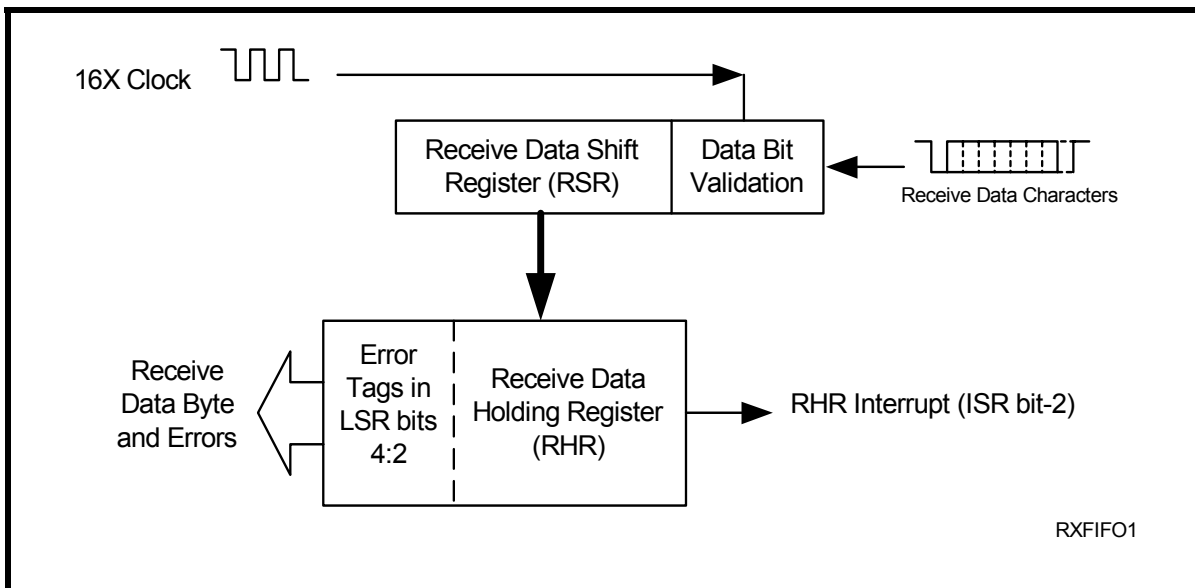 16X Clock
Receive Data Shift
Register (RSR)
Data Bit
Validation
Receive Data Characters
Receive
Data Byte
and Errors
Error
Tags in
LSR bits
4:2
Receive Data
Holding Register
(RHR)
RHR Interrupt (ISR bit-2)
RXFIFO1